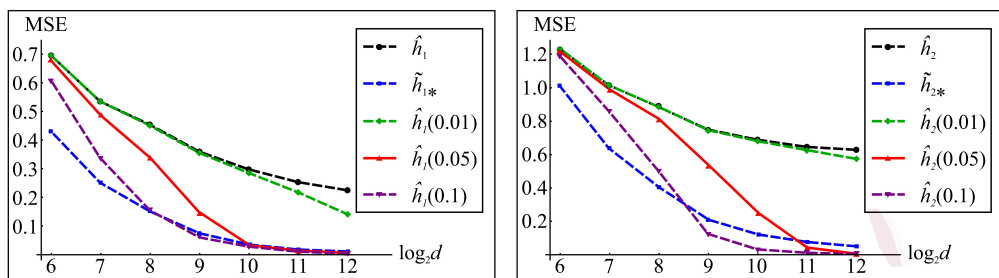 MSE
0.7
0.6
0.5
0.4
0.3
0.2
0.1
6 7 8 9 10 11 12
log₂d
ĥ₁
h̃₁*
ĥ₁(0.01)
ĥ₁(0.05)
ĥ₁(0.1)
MSE
1.2
1.0
0.8
0.6
0.4
0.2
6 7 8 9 10 11 12
log₂d
ĥ₂
h̃₂*
ĥ₂(0.01)
ĥ₂(0.05)
ĥ₂(0.1)